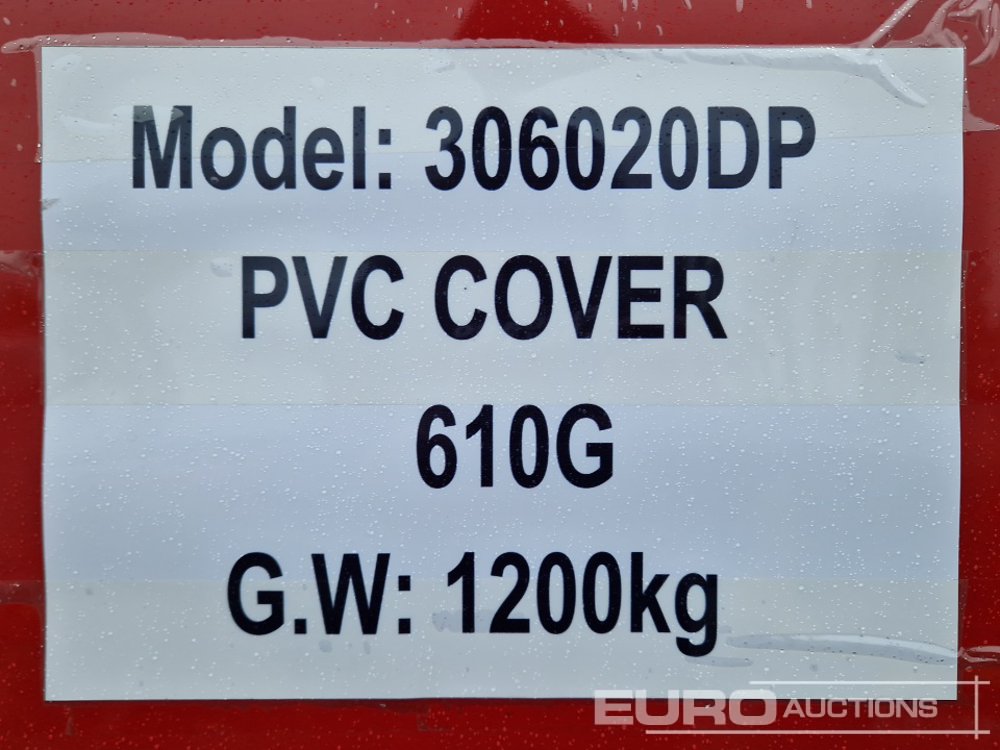 Model: 306020DP
PVC COVER
610G
G.W: 1200kg
EURO AUCTIONS